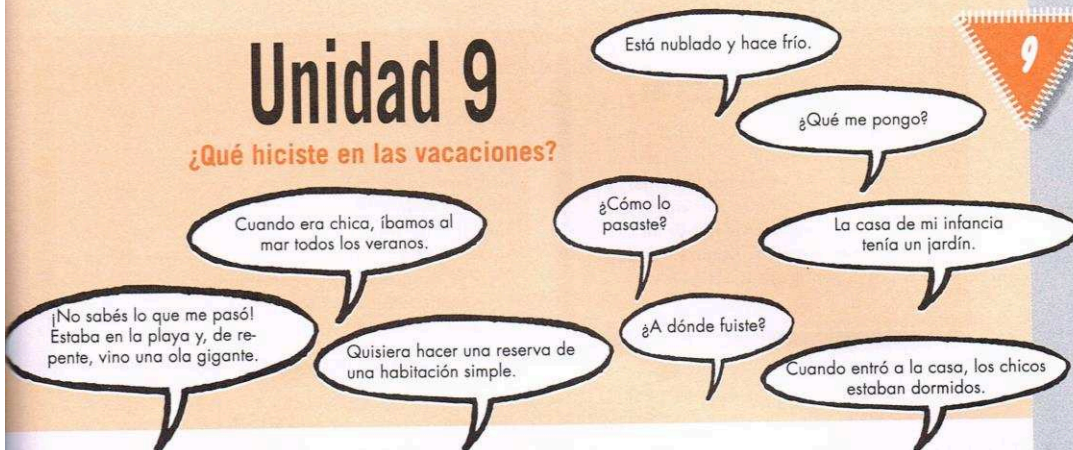 Unidad 9
¿Qué hiciste en las vacaciones?
Está nublado y hace frío.
9
¿Qué me pongo?
Cuando era chica, íbamos al
mar todos los veranos.
¿Cómo lo
pasaste?
La casa de mi infancia
tenía un jardín.
¡No sabés lo que me pasó!
Estaba en la playa y, de re-
pente, vino una ola gigante.
Quisiera hacer una reserva de
una habitación simple.
¿A dónde fuiste?
Cuando entró a la casa, los chicos
estaban dormidos.